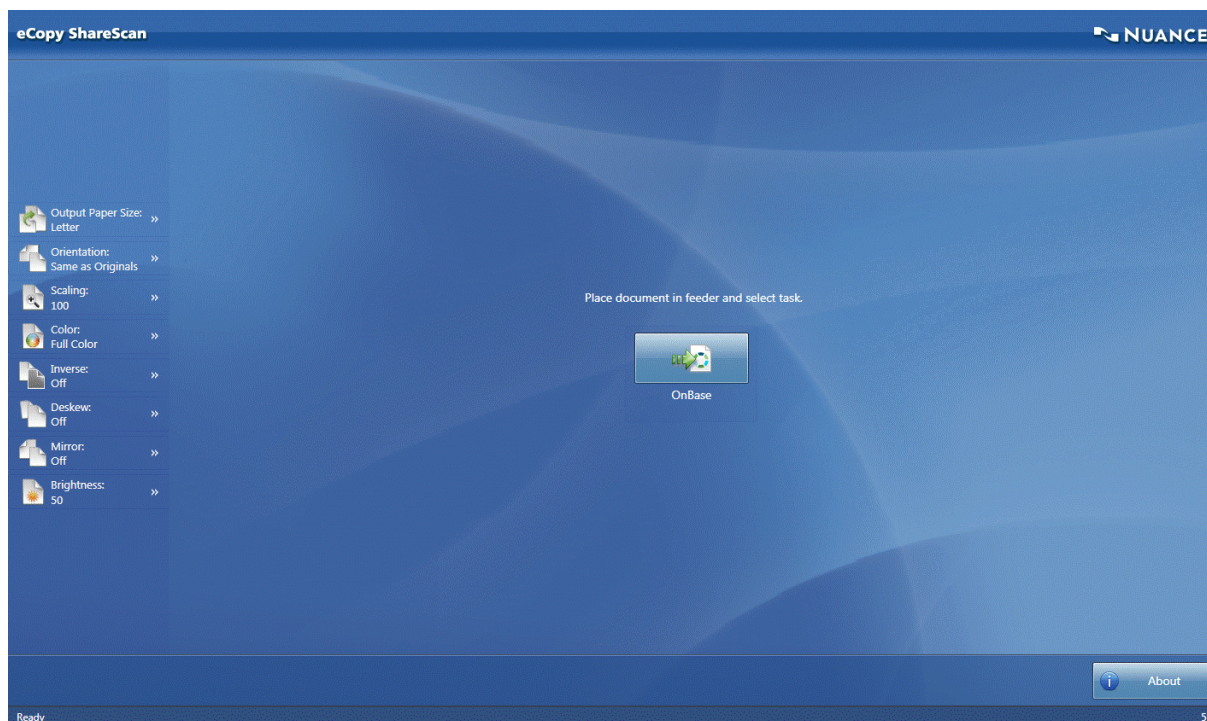 eCopy ShareScan
NUANCE
Output Paper Size:
Letter
Orientation:
Same as Originals
Scaling:
100
Color:
Full Color
Inverse:
Off
Deskew:
Off
Mirror:
Off
Brightness:
50
Place document in feeder and select task.
OnBase
About
Ready